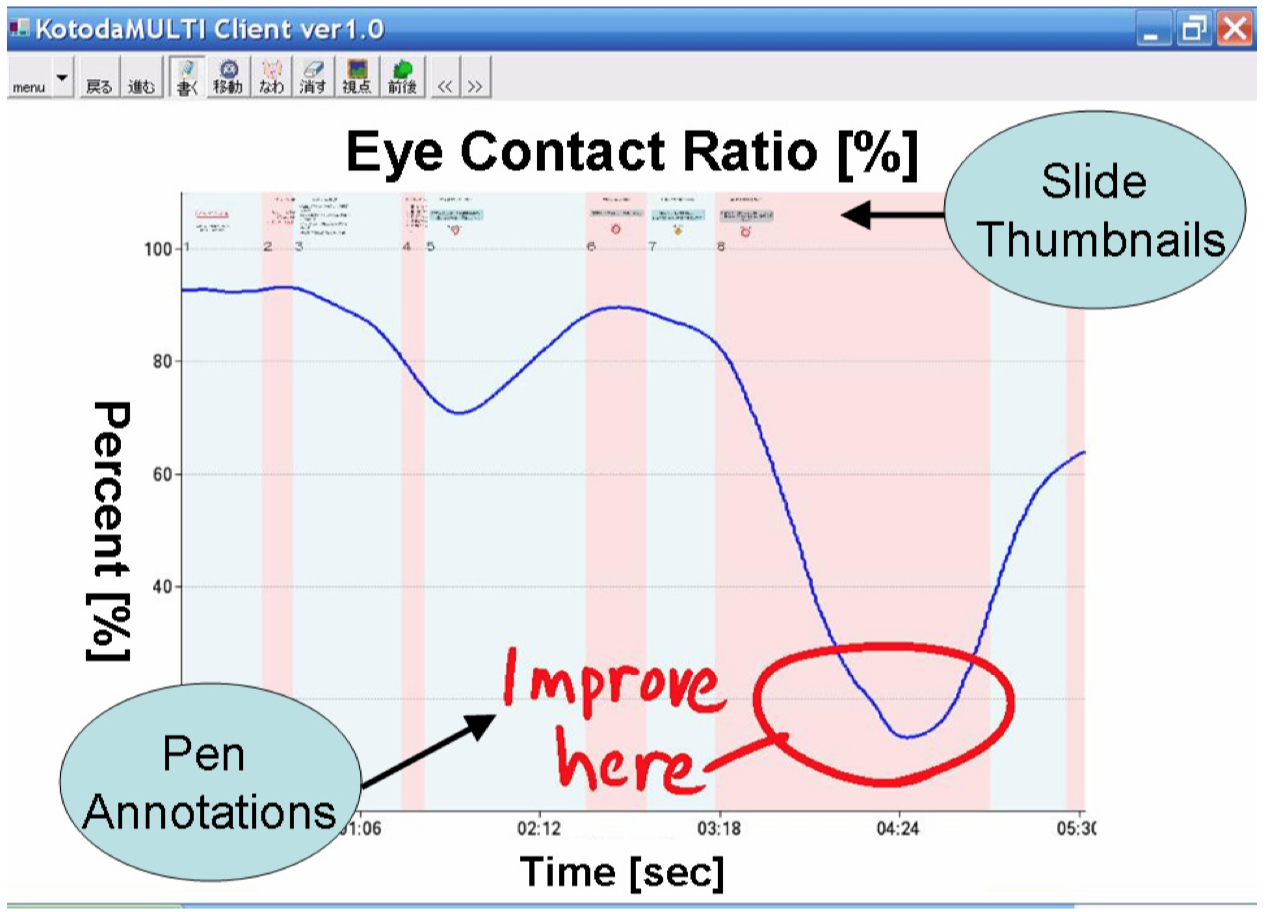 KotodaMULTI Client ver1.0
menu 戻る 進む 書く 移動 なわ 消す 視点 前後 << >>
Eye Contact Ratio [%]
Slide
Thumbnails
1 2 3 4 5 6 7 8
100
80
60
40
Percent [%]
Improve
here
Pen
Annotations
1:06 02:12 03:18 04:24 05:30
Time [sec]